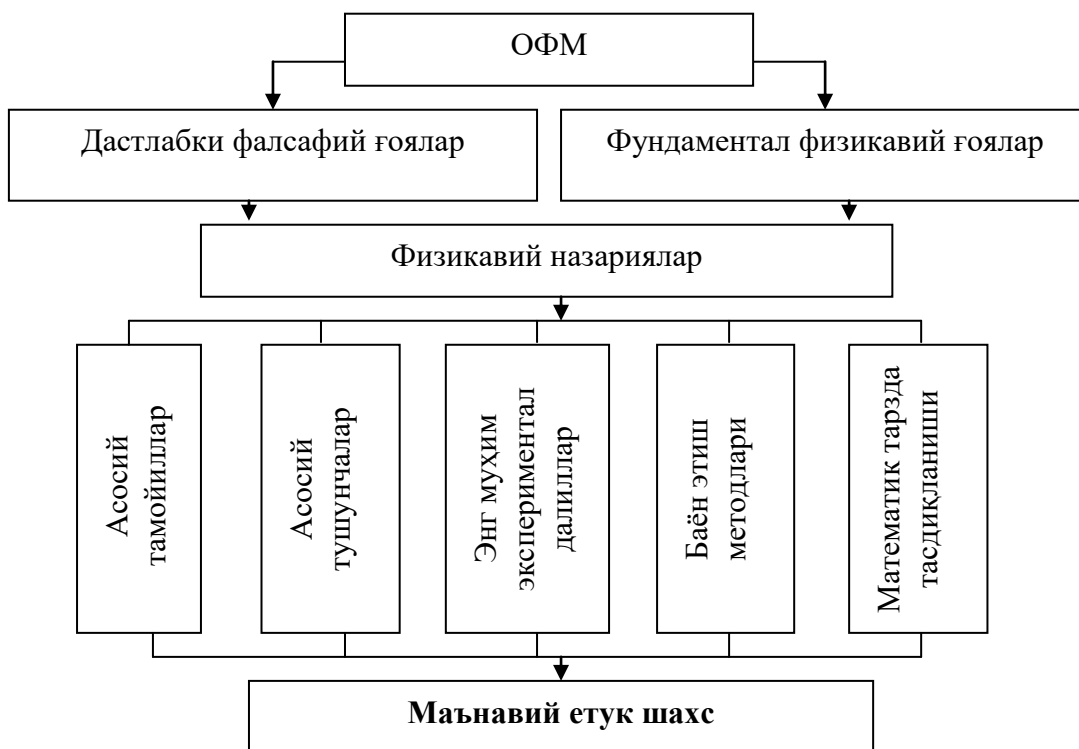 ОФМ
Дастлабки фалсафий ғоялар
Фундаментал физикавий ғоялар
Физикавий назариялар
Асосий
тамойиллар
Асосий
тушунчалар
Энг муҳим
экспериментал
далиллар
Баён этиш
методлари
Математик тарзда
тасдиқланиши
Маънавий етук шахс